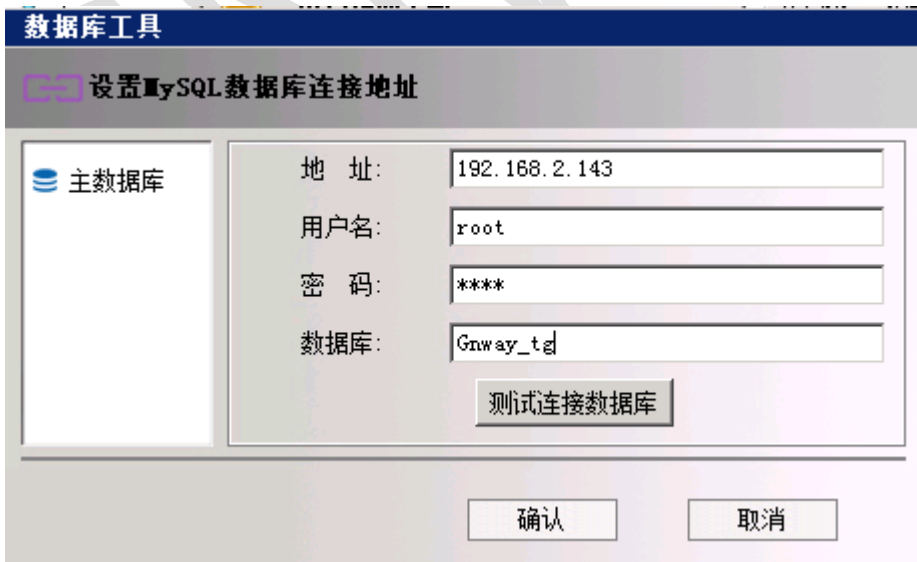 数据库工具
设置MySQL数据库连接地址
主数据库
地 址: 192.168.2.143
用户名: root
密 码: ****
数据库: Gnway_tg
测试连接数据库
确认 取消